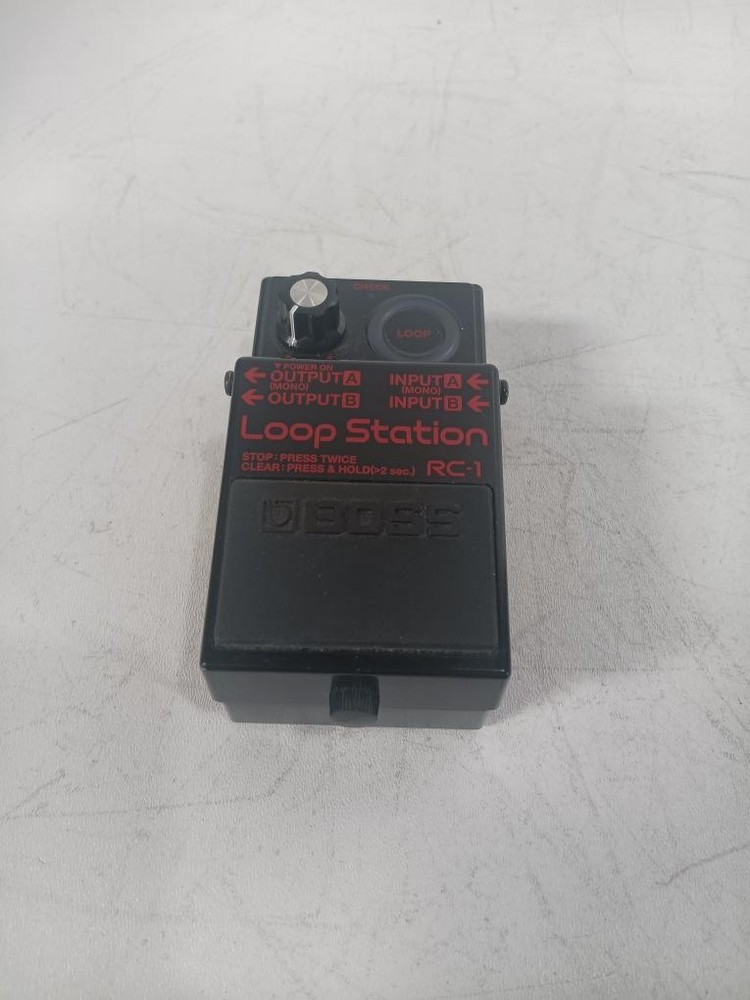 CHECK
LOOP
▼ POWER ON
← OUTPUT A INPUT A ←
(MONO) (MONO)
← OUTPUT B INPUT B ←
Loop Station
STOP : PRESS TWICE
CLEAR : PRESS & HOLD(>2 sec.) RC-1
BOSS